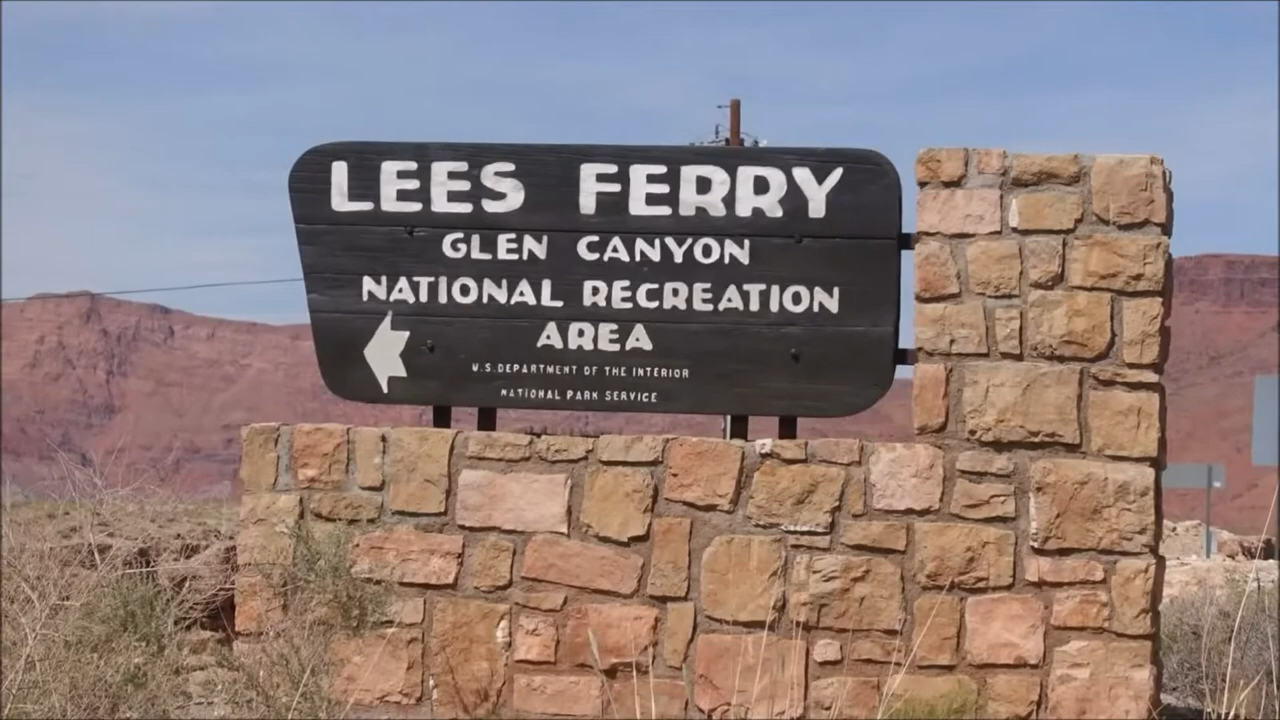 LEES FERRY
GLEN CANYON
NATIONAL RECREATION
AREA
U.S. DEPARTMENT OF THE INTERIOR
NATIONAL PARK SERVICE